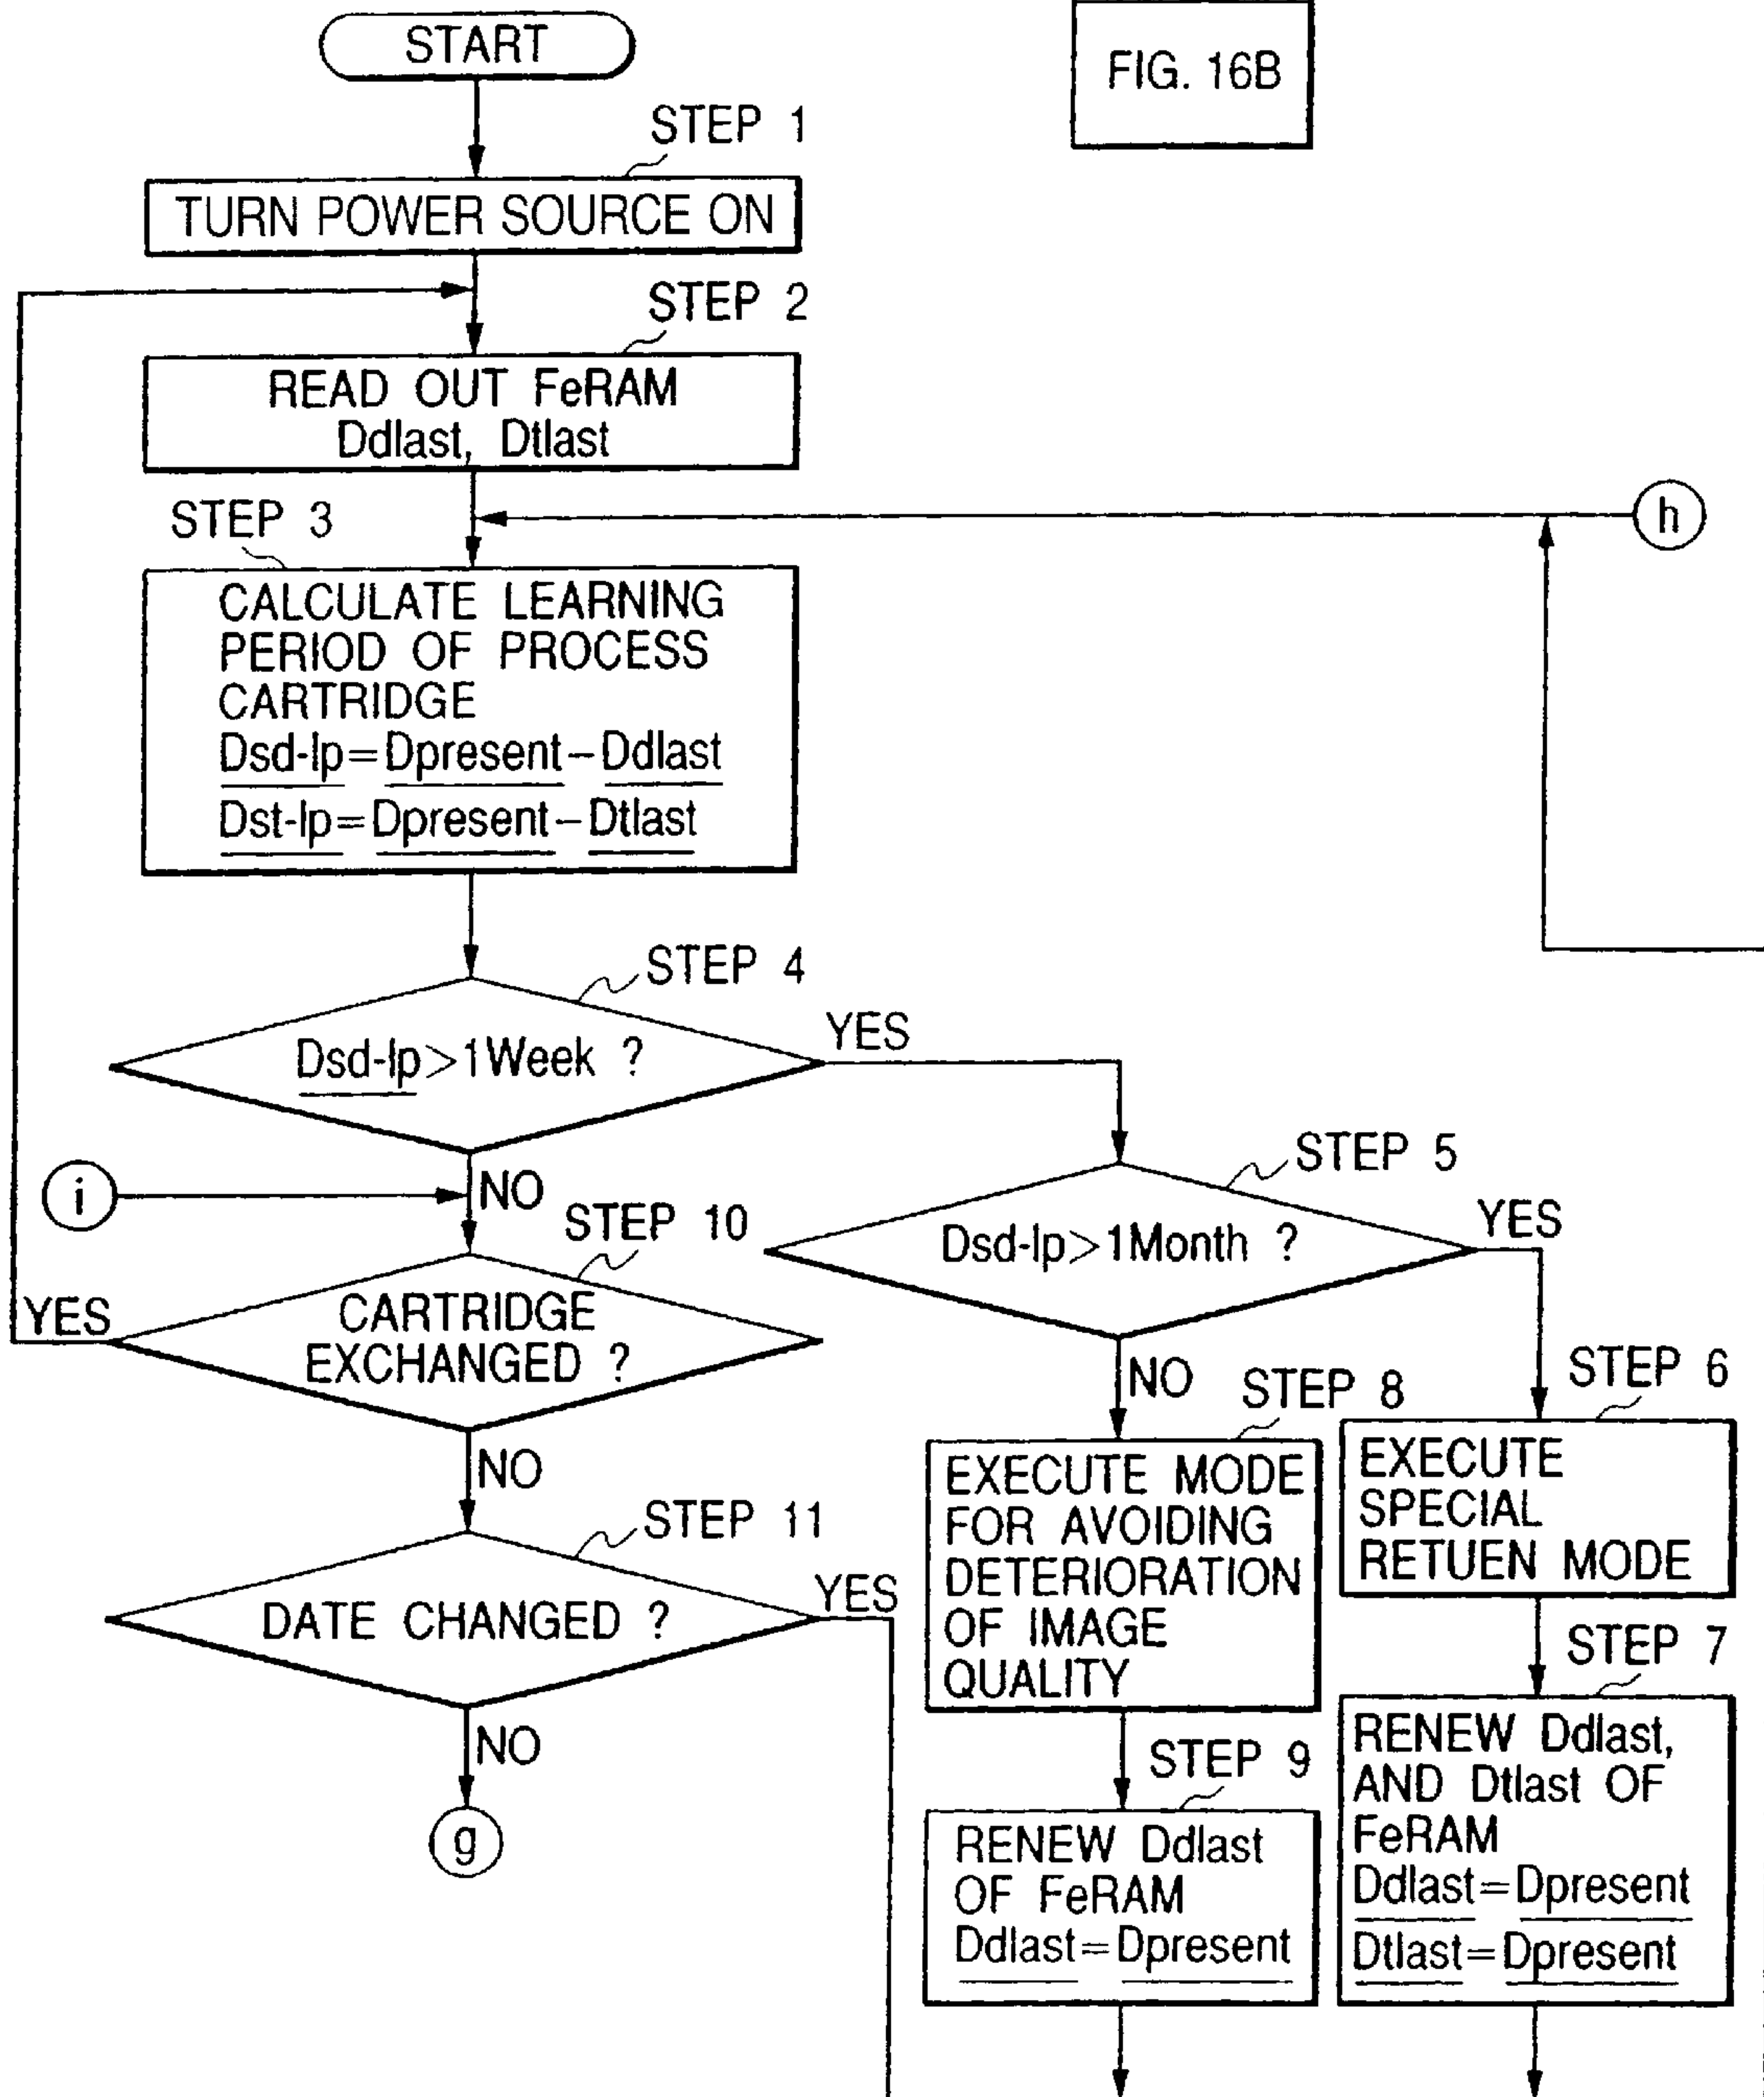 START
FIG. 16B
STEP 1
TURN POWER SOURCE ON
STEP 2
READ OUT FeRAM
Ddlast, Dtlast
STEP 3
h
CALCULATE LEARNING
PERIOD OF PROCESS
CARTRIDGE
Dsd-lp=Dpresent-Ddlast
Dst-lp=Dpresent-Dtlast
STEP 4
Dsd-lp>1Week ?
YES
NO
i
STEP 5
Dsd-lp>1Month ?
YES
NO
STEP 10
CARTRIDGE
EXCHANGED ?
YES
NO
STEP 6
EXECUTE
SPECIAL
RETUEN MODE
STEP 8
EXECUTE MODE
FOR AVOIDING
DETERIORATION
OF IMAGE
QUALITY
STEP 11
DATE CHANGED ?
YES
NO
g
STEP 7
RENEW Ddlast,
AND Dtlast OF
FeRAM
Ddlast=Dpresent
Dtlast=Dpresent
STEP 9
RENEW Ddlast
OF FeRAM
Ddlast=Dpresent